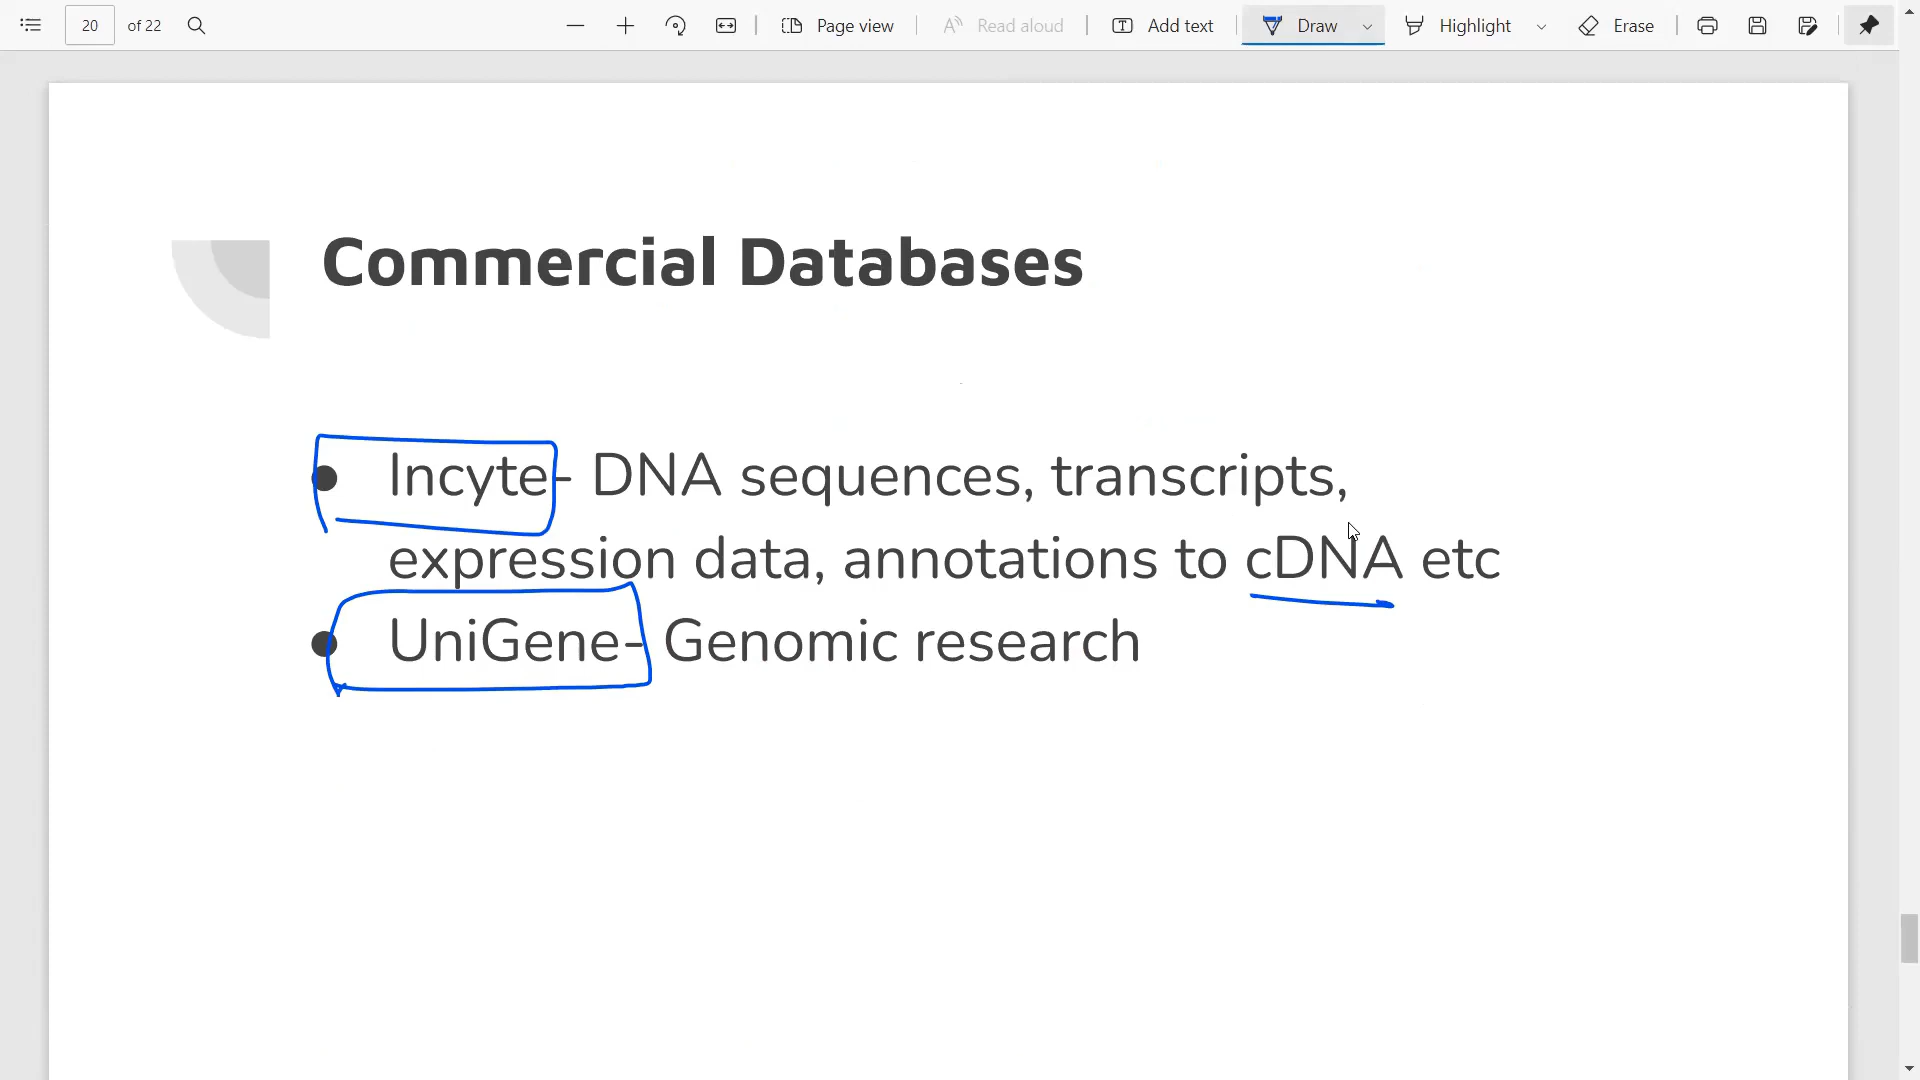 20 of 22 Page view Read aloud Add text Draw Highlight Erase
Commercial Databases
Incyte- DNA sequences, transcripts,
expression data, annotations to cDNA etc
UniGene- Genomic research